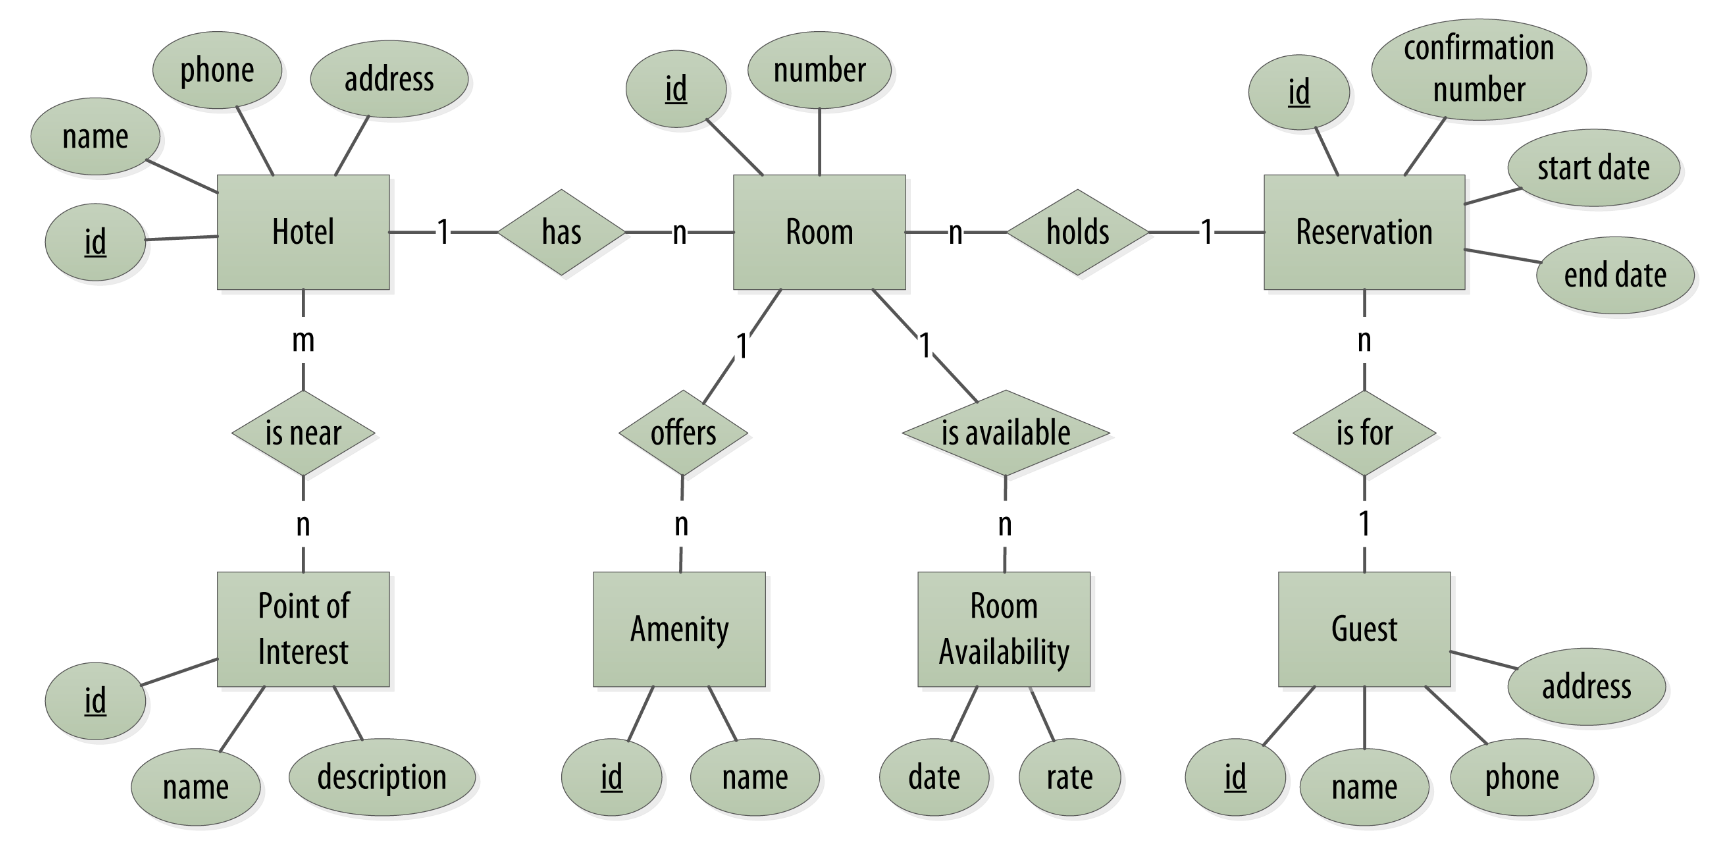 phone
address
name
id
Hotel
1
has
n
id
number
Room
n
holds
1
id
confirmation
number
start date
end date
Reservation
m
is near
n
1
offers
n
1
is available
n
n
is for
1
Point of
Interest
id
name
description
Amenity
id
name
Room
Availability
date
rate
Guest
address
id
name
phone